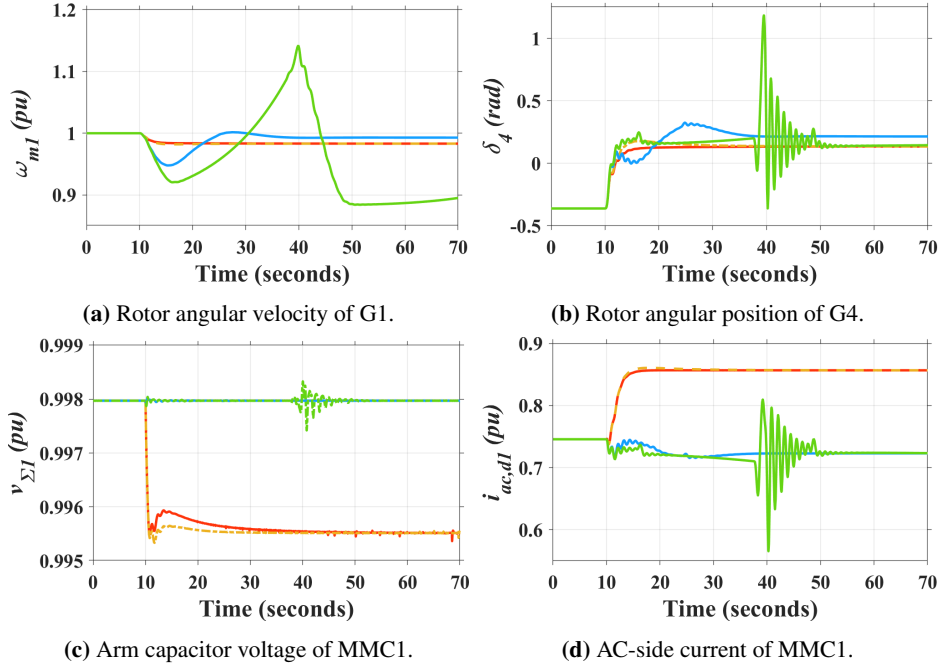 1.2
1.1
1
0.9
ω_m1 (pu)
0 10 20 30 40 50 60 70
Time (seconds)
(a) Rotor angular velocity of G1.
1
0.5
0
-0.5
δ_4 (rad)
0 10 20 30 40 50 60 70
Time (seconds)
(b) Rotor angular position of G4.
0.999
0.998
0.997
0.996
0.995
v_Σ1 (pu)
0 10 20 30 40 50 60 70
Time (seconds)
(c) Arm capacitor voltage of MMC1.
0.9
0.8
0.7
0.6
i_ac,d1 (pu)
0 10 20 30 40 50 60 70
Time (seconds)
(d) AC-side current of MMC1.